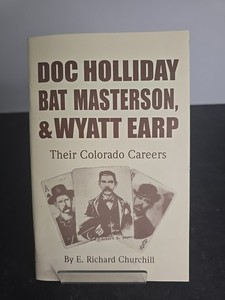 DOC HOLLIDAY
BAT MASTERSON,
& WYATT EARP
Their Colorado Careers
By E. Richard Churchill